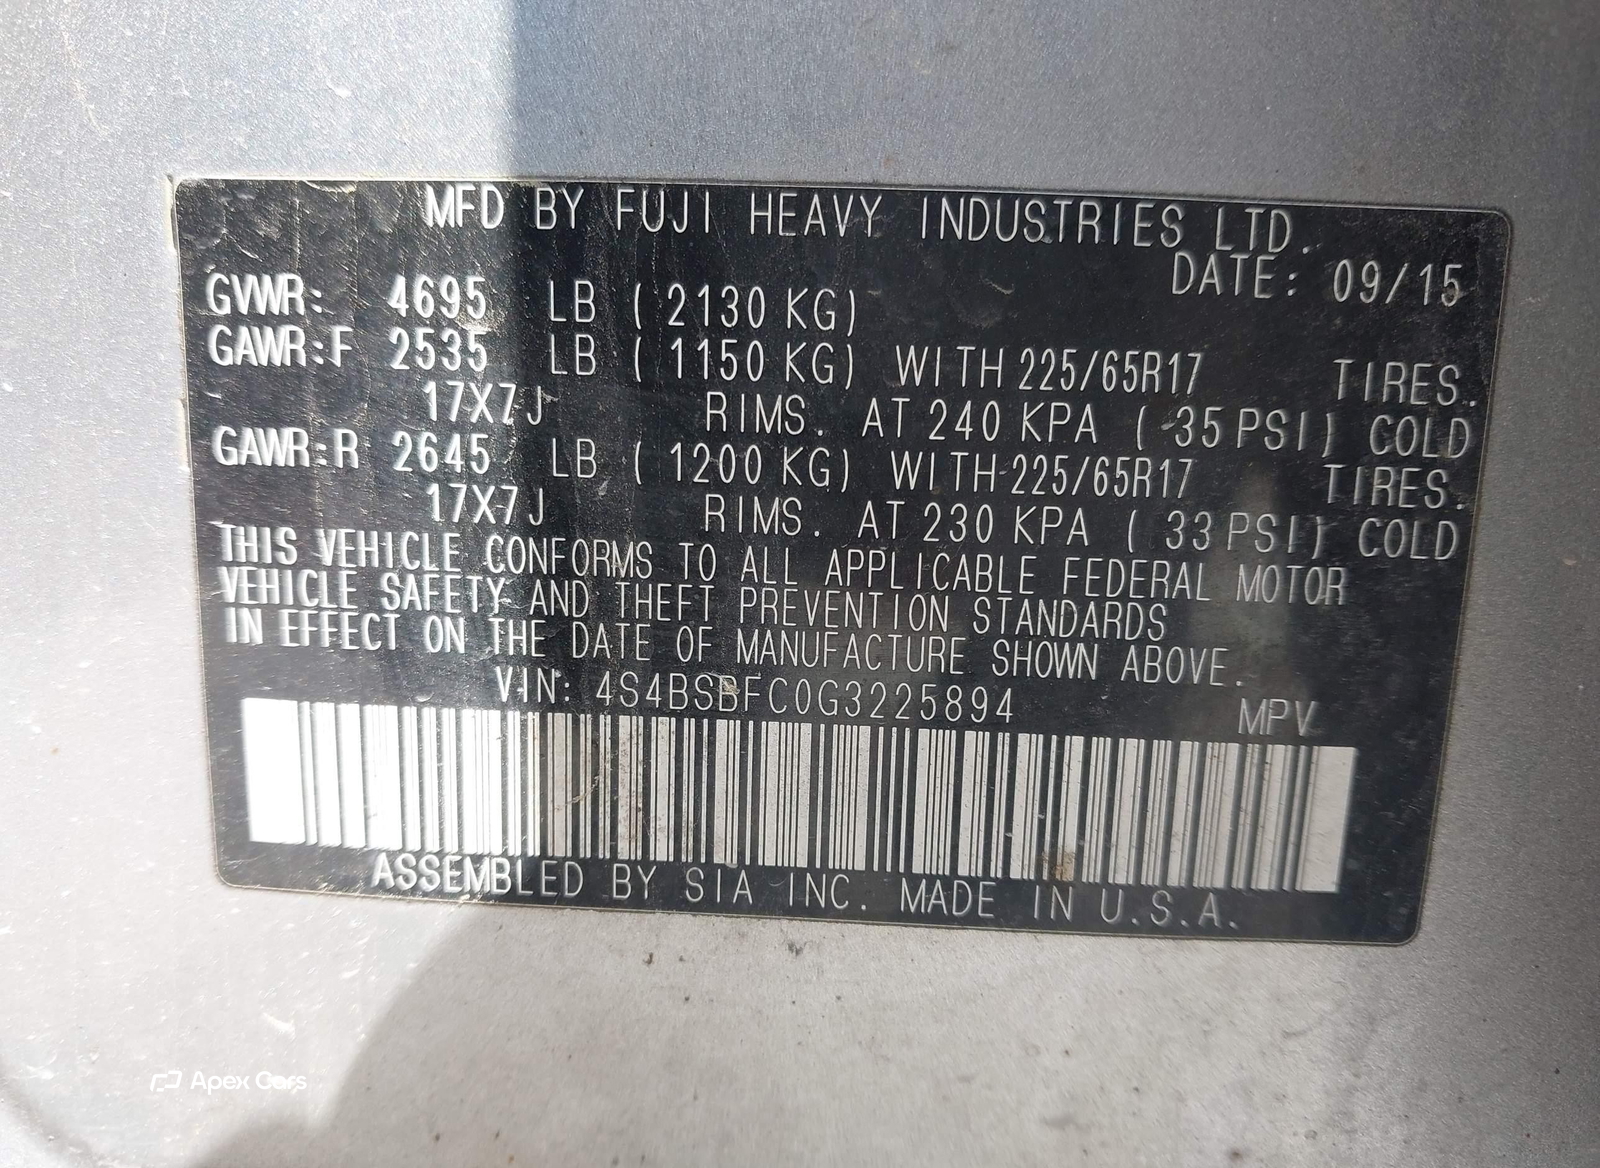 MFD BY FUJI HEAVY INDUSTRIES LTD.
DATE: 09/15
GVWR: 4695 LB ( 2130 KG)
GAWR:F 2535 LB ( 1150 KG) WITH 225/65R17 TIRES.
17X7J RIMS. AT 240 KPA ( 35 PSI) COLD
GAWR:R 2645 LB ( 1200 KG) WITH 225/65R17 TIRES.
17X7J RIMS. AT 230 KPA ( 33 PSI) COLD
THIS VEHICLE CONFORMS TO ALL APPLICABLE FEDERAL MOTOR
VEHICLE SAFETY AND THEFT PREVENTION STANDARDS
IN EFFECT ON THE DATE OF MANUFACTURE SHOWN ABOVE.
VIN: 4S4BSBFC0G3225894 MPV
ASSEMBLED BY SIA INC. MADE IN U.S.A.
Apex Cars